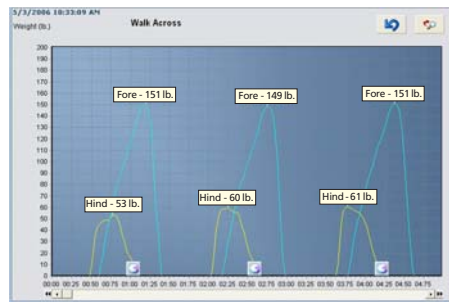 5/3/2006 10:33:09 AM
Weight (lb.)
Walk Across
200
190
180
170
160
150
140
130
120
110
100
90
80
70
60
50
40
30
20
10
0
Fore - 151 lb.
Fore - 149 lb.
Fore - 151 lb.
Hind - 53 lb.
Hind - 60 lb.
Hind - 61 lb.
00:00 00:25 00:50 00:75 01:00 01:25 01:50 01:75 02:00 02:25 02:50 02:75 03:00 03:25 03:50 03:75 04:00 04:25 04:50 04:75